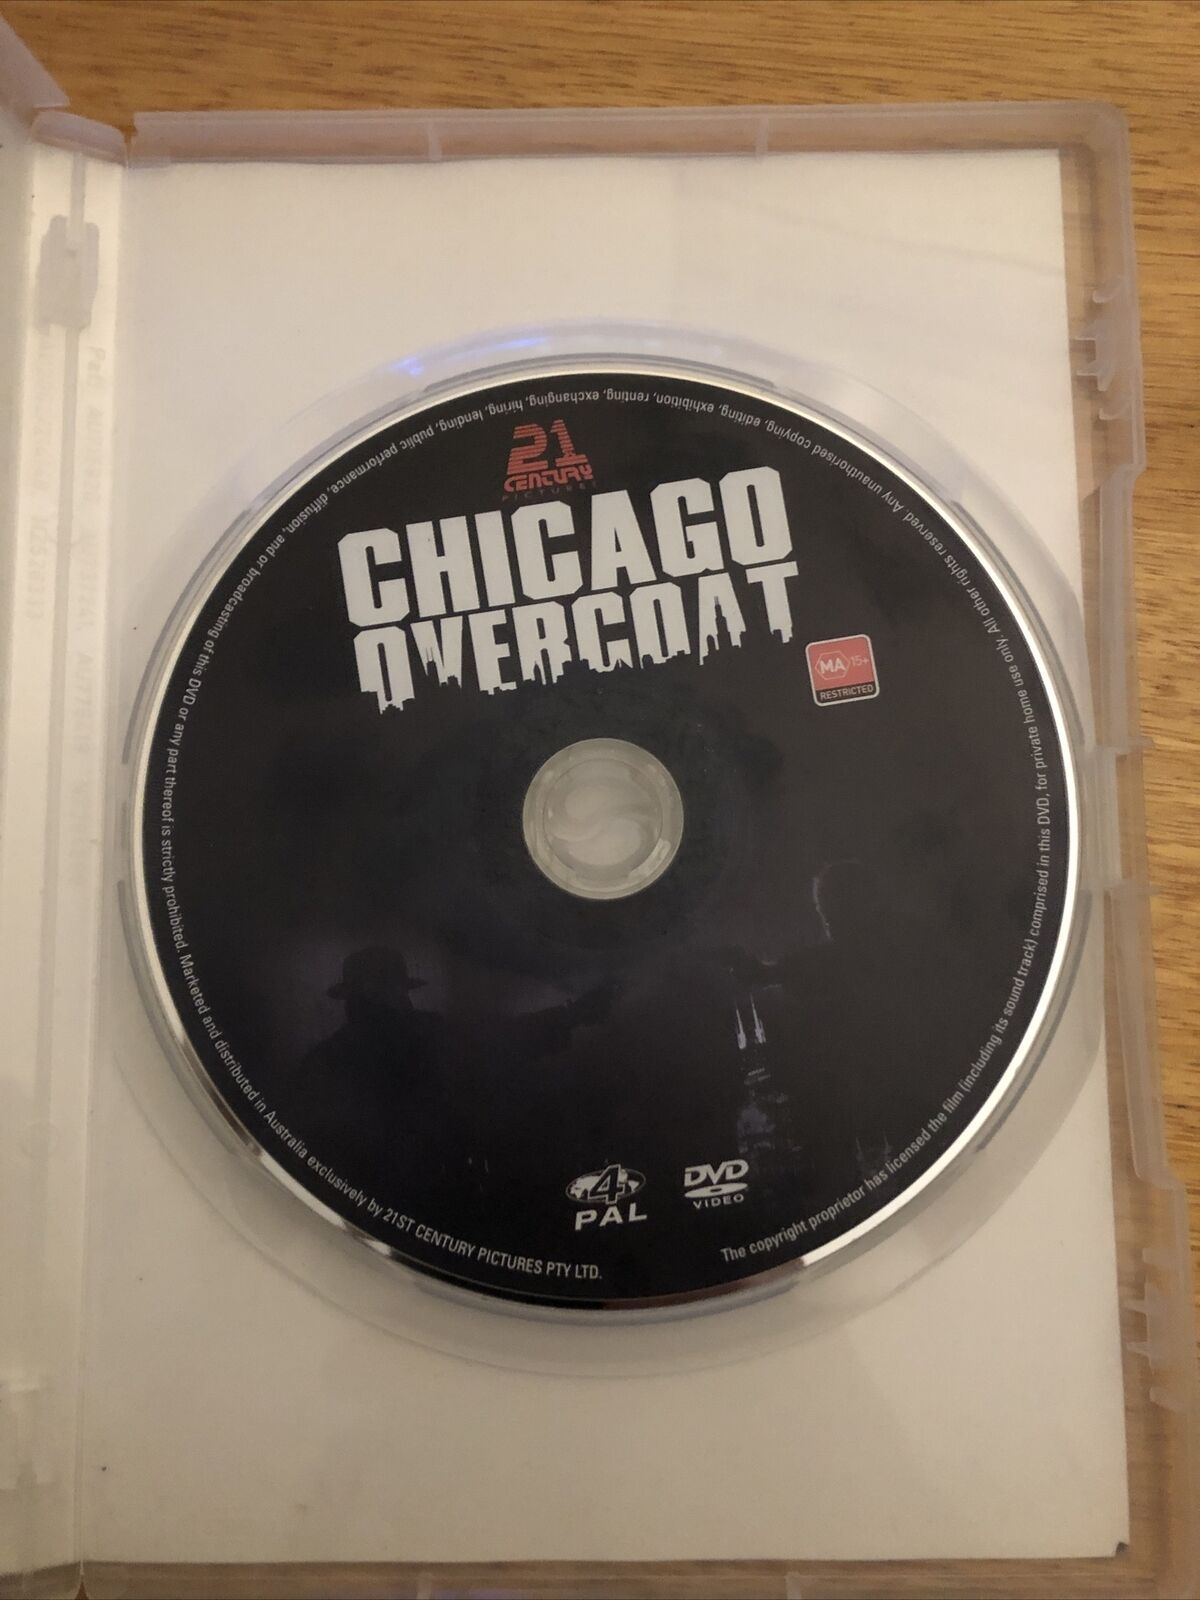 21
CENTURY
PICTURES
CHICAGO
OVERCOAT
MA 15+
RESTRICTED
4
PAL
DVD
VIDEO
The copyright proprietor has licensed the film (including its sound track) comprised in this DVD, for private home use only. All other rights reserved. Any unauthorised copying, editing, exhibition, renting, exchanging, hiring, lending, public performance, diffusion, and or broadcasting of this DVD or any part thereof is strictly prohibited. Marketed and distributed in Australia exclusively by 21ST CENTURY PICTURES PTY LTD.